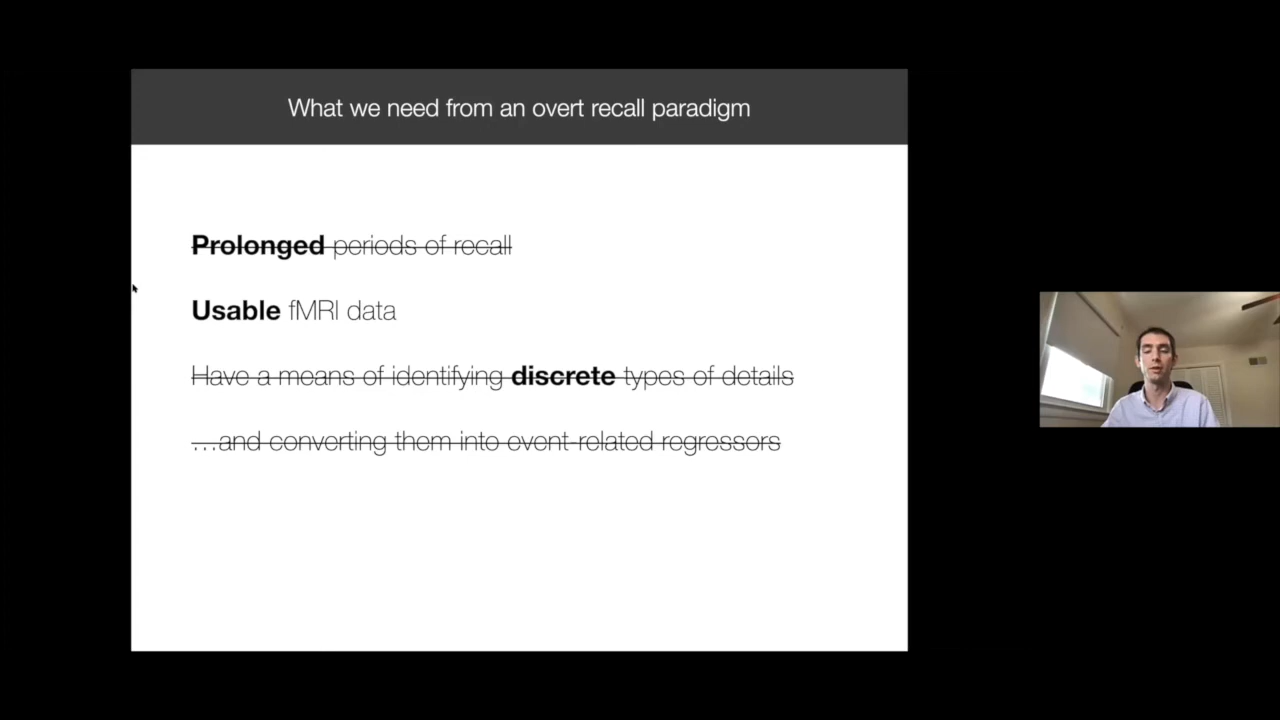 What we need from an overt recall paradigm
Prolonged periods of recall
Usable fMRI data
Have a means of identifying discrete types of details
…and converting them into event-related regressors